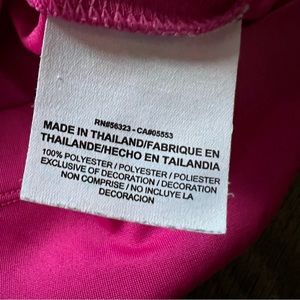 RN#56323 - CA#05553
MADE IN THAILAND/FABRIQUE EN
THAILANDE/HECHO EN TAILANDIA
100% POLYESTER / POLYESTER / POLIESTER
EXCLUSIVE OF DECORATION / DECORATION
NON COMPRISE / NO INCLUYE LA
DECORACION